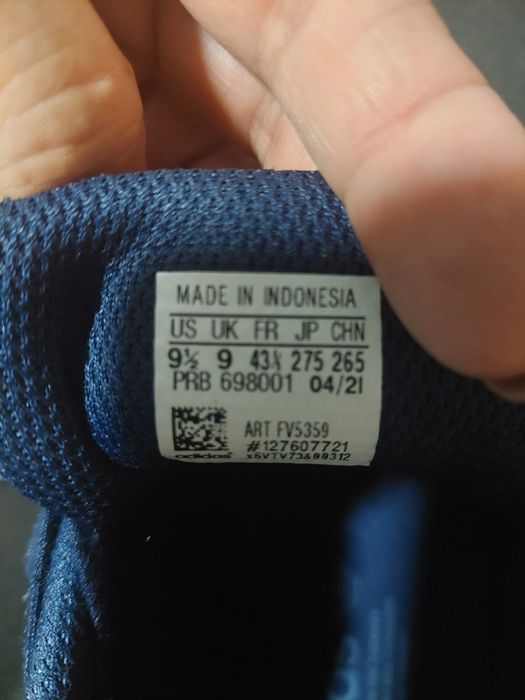 MADE IN INDONESIA
US UK FR JP CHN
9½ 9 43⅓ 275 265
PRB 698001 04/21
ART FV5359
#127607721
adidas